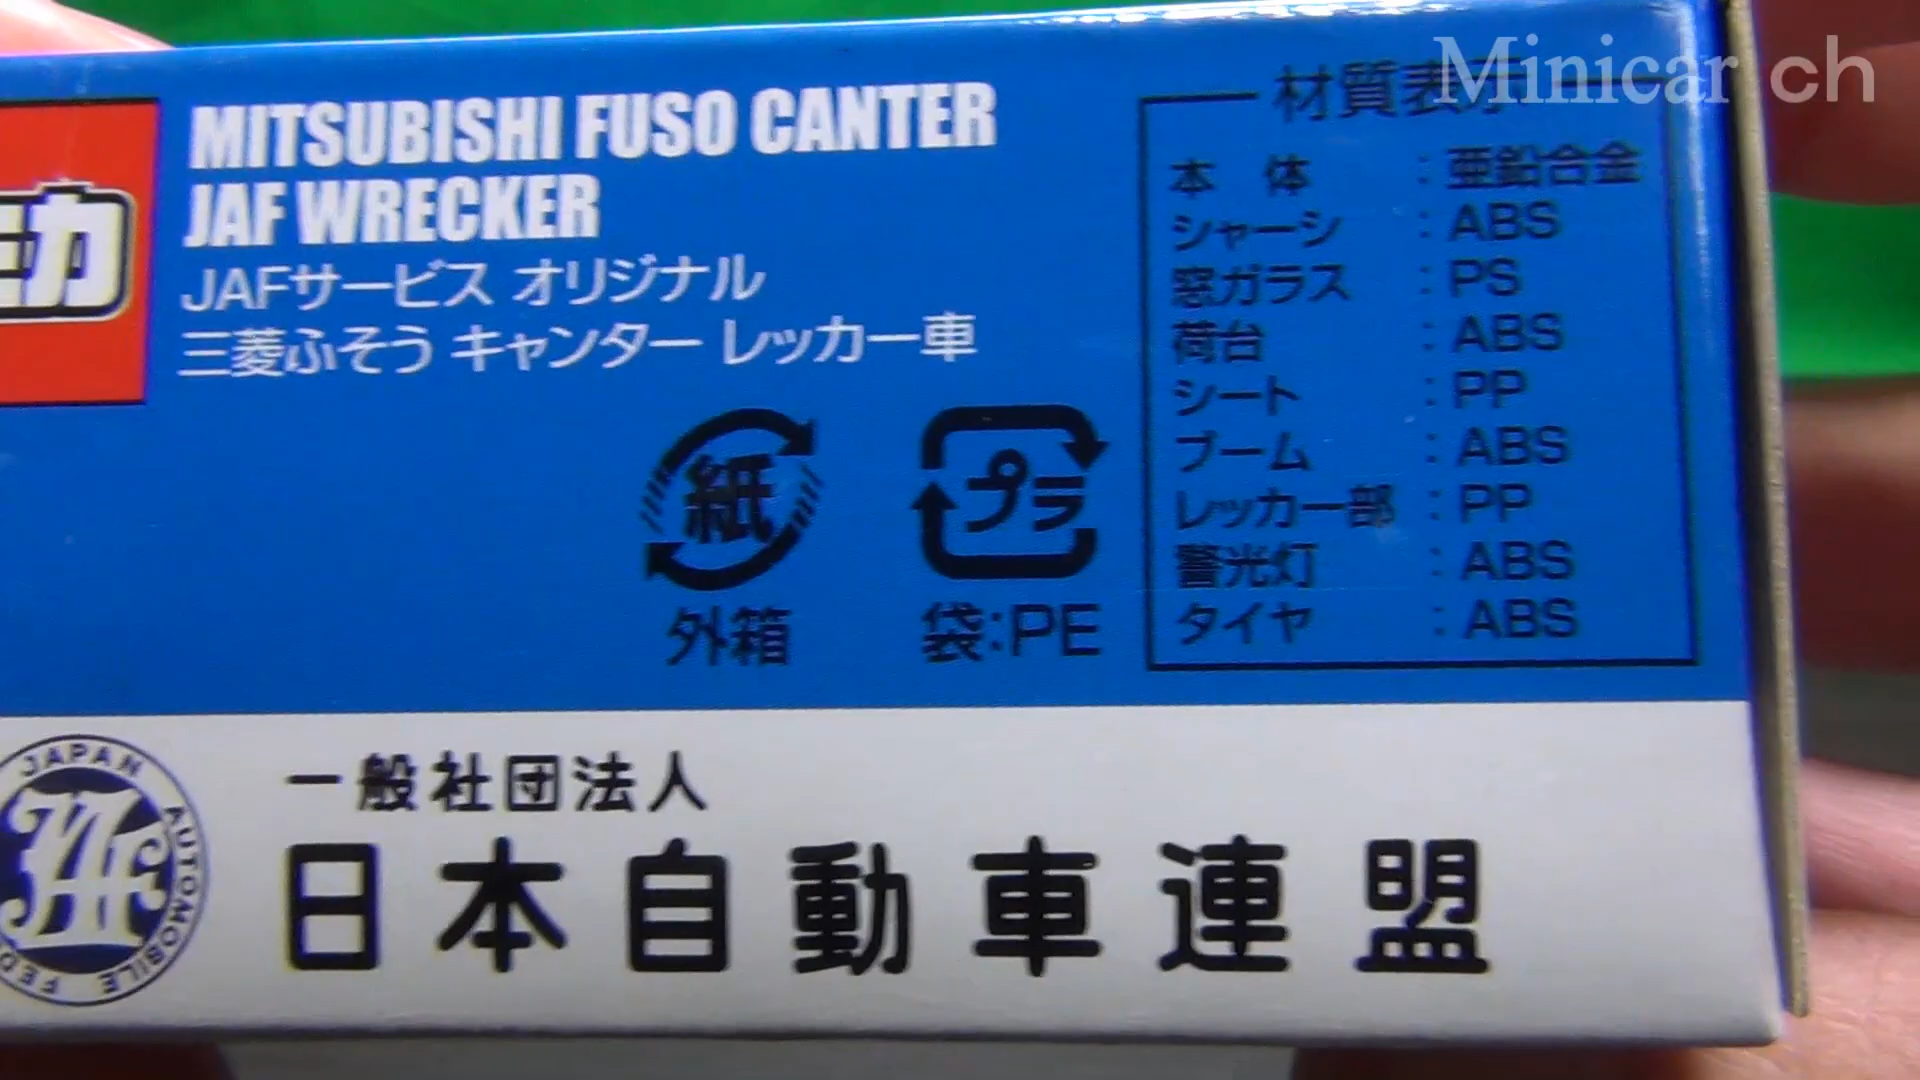 Minicar ch
MITSUBISHI FUSO CANTER
JAF WRECKER
JAFサービス オリジナル
三菱ふそう キャンター レッカー車
紙
外箱
プラ
袋:PE
材質表示
本体 : 亜鉛合金
シャーシ : ABS
窓ガラス : PS
荷台 : ABS
シート : PP
ブーム : ABS
レッカー部 : PP
警光灯 : ABS
タイヤ : ABS
JAPAN AUTOMOBILE FED
JAF
一般社団法人
日本自動車連盟